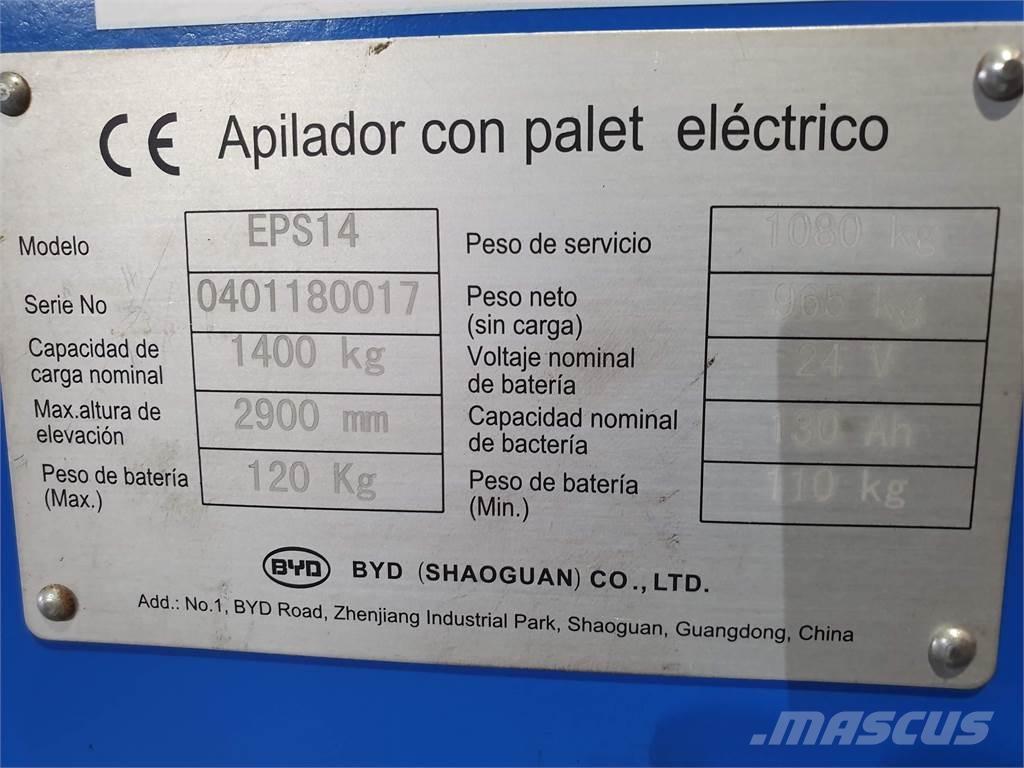 CE Apilador con palet eléctrico
Modelo EPS14 Peso de servicio 1080 kg
Serie No 0401180017 Peso neto 965 kg
(sin carga)
Capacidad de 1400 kg Voltaje nominal 24 V
carga nominal de batería
Max.altura de 2900 mm Capacidad nominal 130 Ah
elevación de bactería
Peso de batería 120 Kg Peso de batería 110 kg
(Max.) (Min.)
BYD BYD (SHAOGUAN) CO.,LTD.
Add.: No.1, BYD Road, Zhenjiang Industrial Park, Shaoguan, Guangdong, China
MASCUS